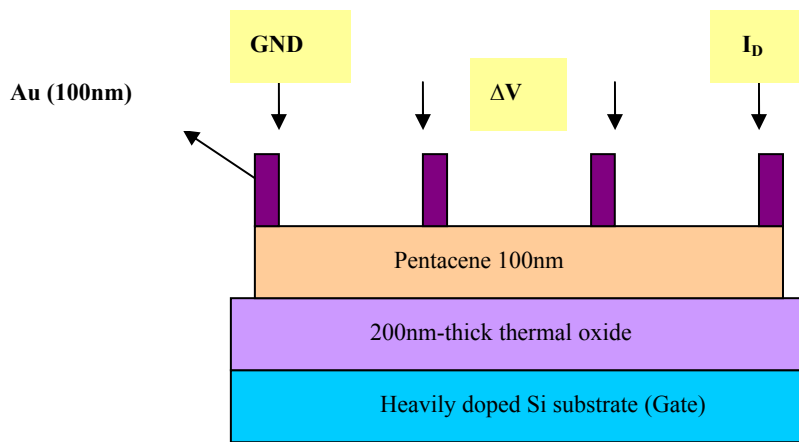 GND
I_D
ΔV
Au (100nm)
Pentacene 100nm
200nm-thick thermal oxide
Heavily doped Si substrate (Gate)